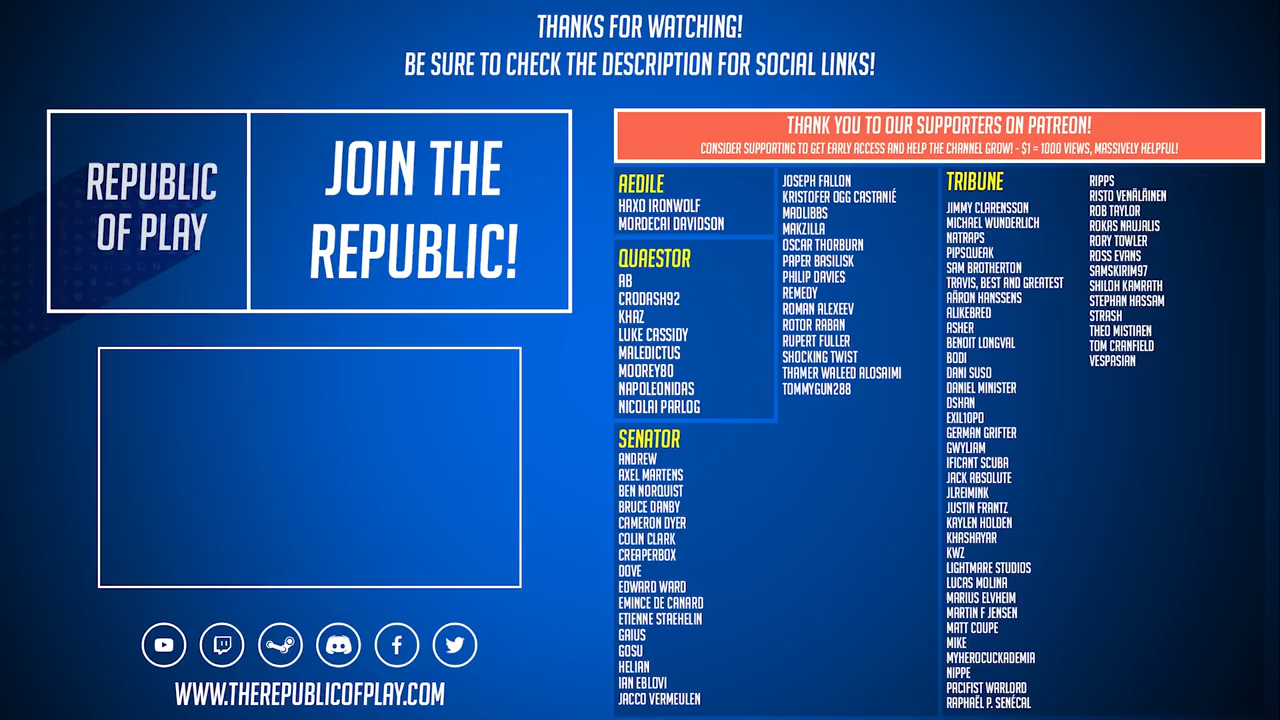 THANKS FOR WATCHING!
BE SURE TO CHECK THE DESCRIPTION FOR SOCIAL LINKS!
REPUBLIC
OF PLAY
JOIN THE
REPUBLIC!
WWW.THEREPUBLICOFPLAY.COM
THANK YOU TO OUR SUPPORTERS ON PATREON!
CONSIDER SUPPORTING TO GET EARLY ACCESS AND HELP THE CHANNEL GROW! - $1 = 1000 VIEWS, MASSIVELY HELPFUL!
AEDILE
HAXO IRONWOLF
MORDECAI DAVIDSON
QUAESTOR
AB
CRODASH92
KHAZ
LUKE CASSIDY
MALEDICTUS
MOOREY80
NAPOLEONIDAS
NICOLAI PARLOG
SENATOR
ANDREW
AXEL MARTENS
BEN NORQUIST
BRUCE DANBY
CAMERON DYER
COLIN CLARK
CREAPERBOX
DOVE
EDWARD WARD
EMINCE DE CANARD
ETIENNE STAEHELIN
GAIUS
GOSU
HELIAN
IAN EBLOVI
JACCO VERMEULEN
JOSEPH FALLON
KRISTOFER OGG CASTANIÉ
MADLIBBS
MAKZILLA
OSCAR THORBURN
PAPER BASILISK
PHILIP DAVIES
REMEDY
ROMAN ALEXEEV
ROTOR RABAN
RUPERT FULLER
SHOCKING TWIST
THAMER WALEED ALOSAIMI
TOMMYGUN288
TRIBUNE
JIMMY CLARENSSON
MICHAEL WUNDERLICH
NATRAPS
PIPSQUEAK
SAM BROTHERTON
TRAVIS, BEST AND GREATEST
AÄRON HANSSENS
ALIKEBRED
ASHER
BENOIT LONGVAL
BODI
DANI SUSO
DANIEL MINISTER
DSHAN
EXIL10PO
GERMAN GRIFTER
GWYLIAM
IFICANT SCUBA
JACK ABSOLUTE
JLREIMINK
JUSTIN FRANTZ
KAYLEN HOLDEN
KHASHAYAR
KWZ
LIGHTMARE STUDIOS
LUCAS MOLINA
MARIUS ELVHEIM
MARTIN F JENSEN
MATT COUPE
MIKE
MYHEROCUCKADEMIA
NIPPE
PACIFIST WARLORD
RAPHAËL P. SENÉCAL
RIPPS
RISTO VENÄLÄINEN
ROB TAYLOR
ROKAS NAUJALIS
RORY TOWLER
ROSS EVANS
SAMSKIRIM97
SHILOH KAMRATH
STEPHAN HASSAM
STRASH
THEO MISTIAEN
TOM CRANFIELD
VESPASIAN